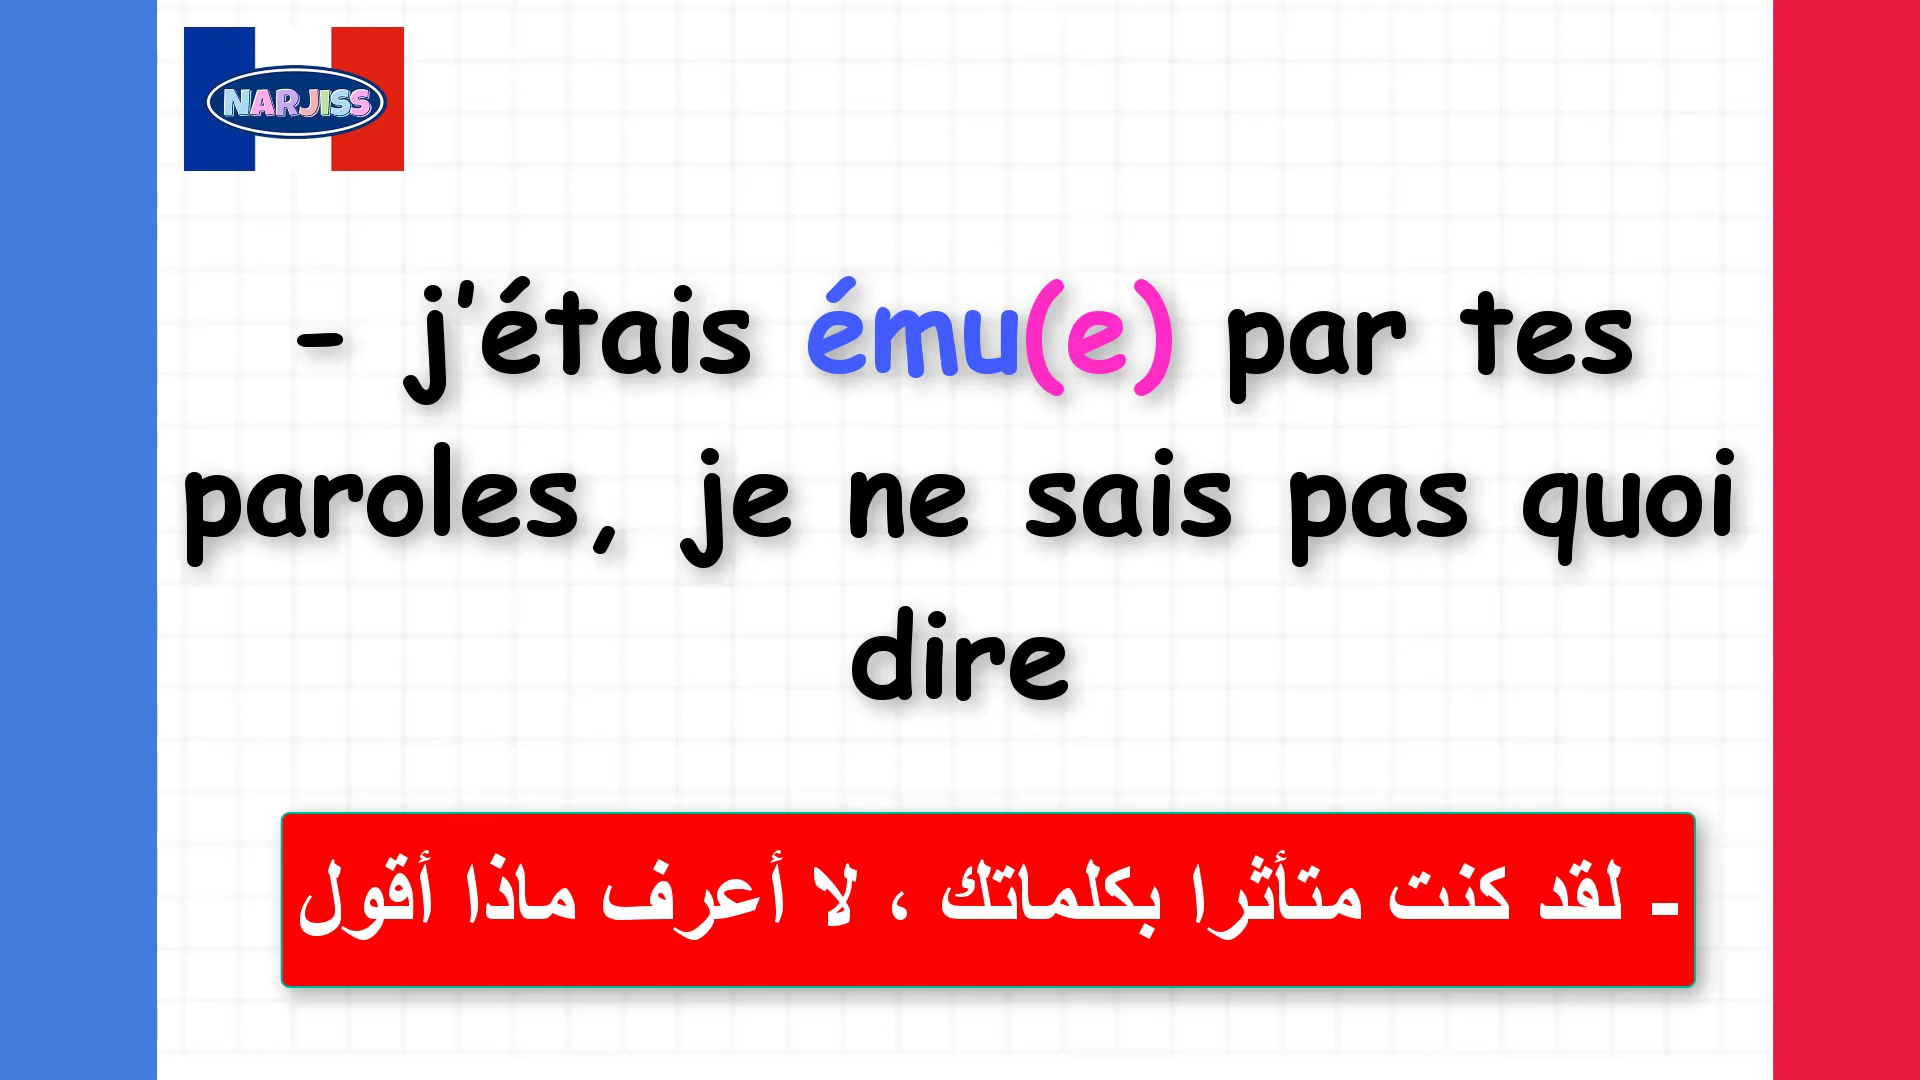 NARJISS
- j'étais ému(e) par tes
paroles, je ne sais pas quoi
dire
- لقد كنت متأثرا بكلماتك ، لا أعرف ماذا أقول